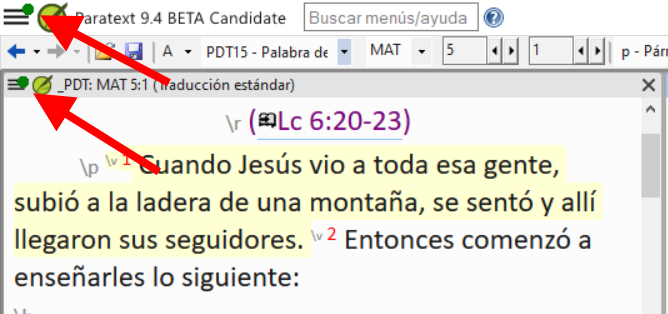 Paratext 9.4 BETA Candidate Buscar menús/ayuda
A PDT15 - Palabra de MAT 5 1 p - Párr
_PDT: MAT 5:1 (Traducción estándar)
\r (Lc 6:20-23)
\p \v 1 Cuando Jesús vio a toda esa gente,
subió a la ladera de una montaña, se sentó y allí
llegaron sus seguidores. \v 2 Entonces comenzó a
enseñarles lo siguiente: